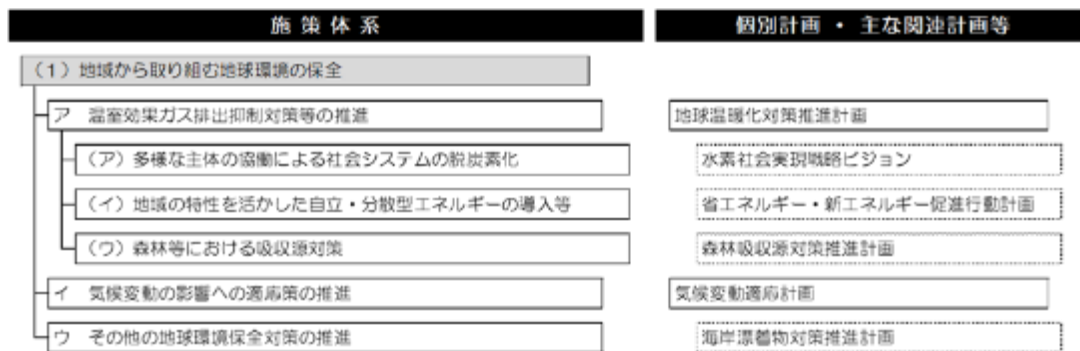 施策体系
個別計画・主な関連計画等
(1)地域から取り組む地球環境の保全
ア 温室効果ガス排出抑制対策等の推進
地球温暖化対策推進計画
(ア)多様な主体の協働による社会システムの脱炭素化
水素社会実現戦略ビジョン
(イ)地域の特性を活かした自立・分散型エネルギーの導入等
省エネルギー・新エネルギー促進行動計画
(ウ)森林等における吸収源対策
森林吸収源対策推進計画
イ 気候変動の影響への適応策の推進
気候変動適応計画
ウ その他の地球環境保全対策の推進
海岸漂着物対策推進計画